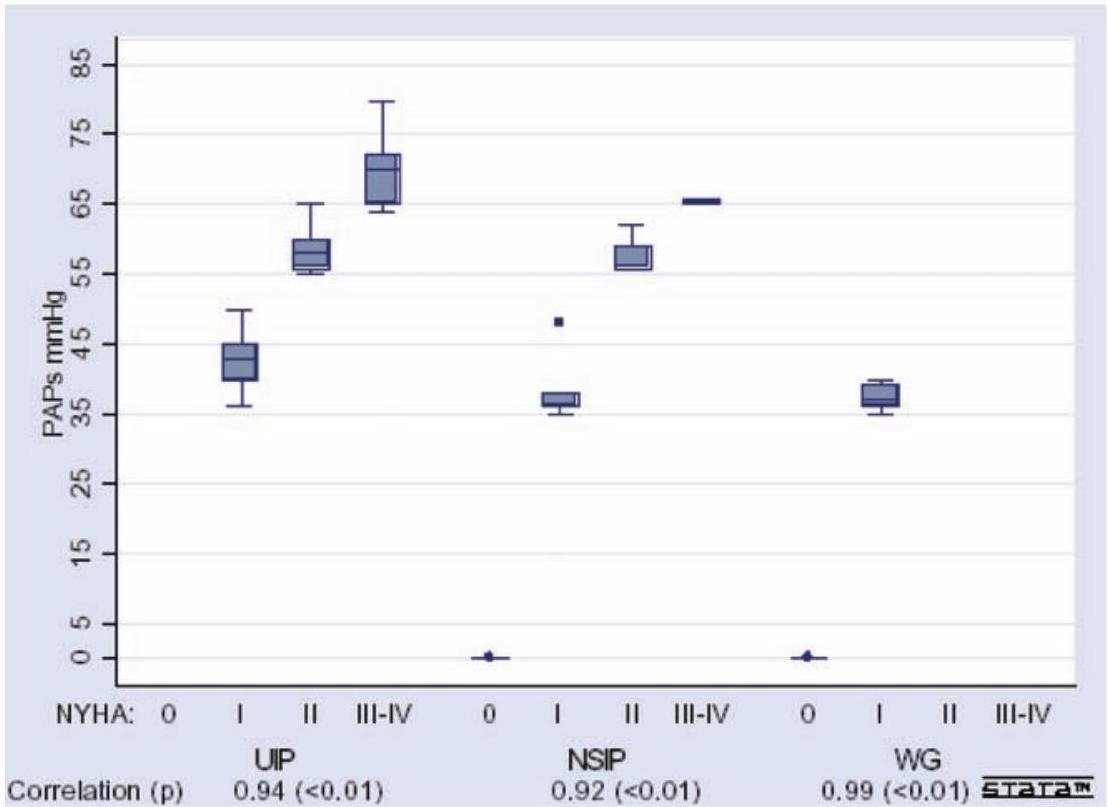 PAPs mmHg
85
75
65
55
45
35
25
15
5
0
NYHA: 0 I II III-IV 0 I II III-IV 0 I II III-IV
UIP NSIP WG
Correlation (p) 0.94 (<0.01) 0.92 (<0.01) 0.99 (<0.01) STATA™